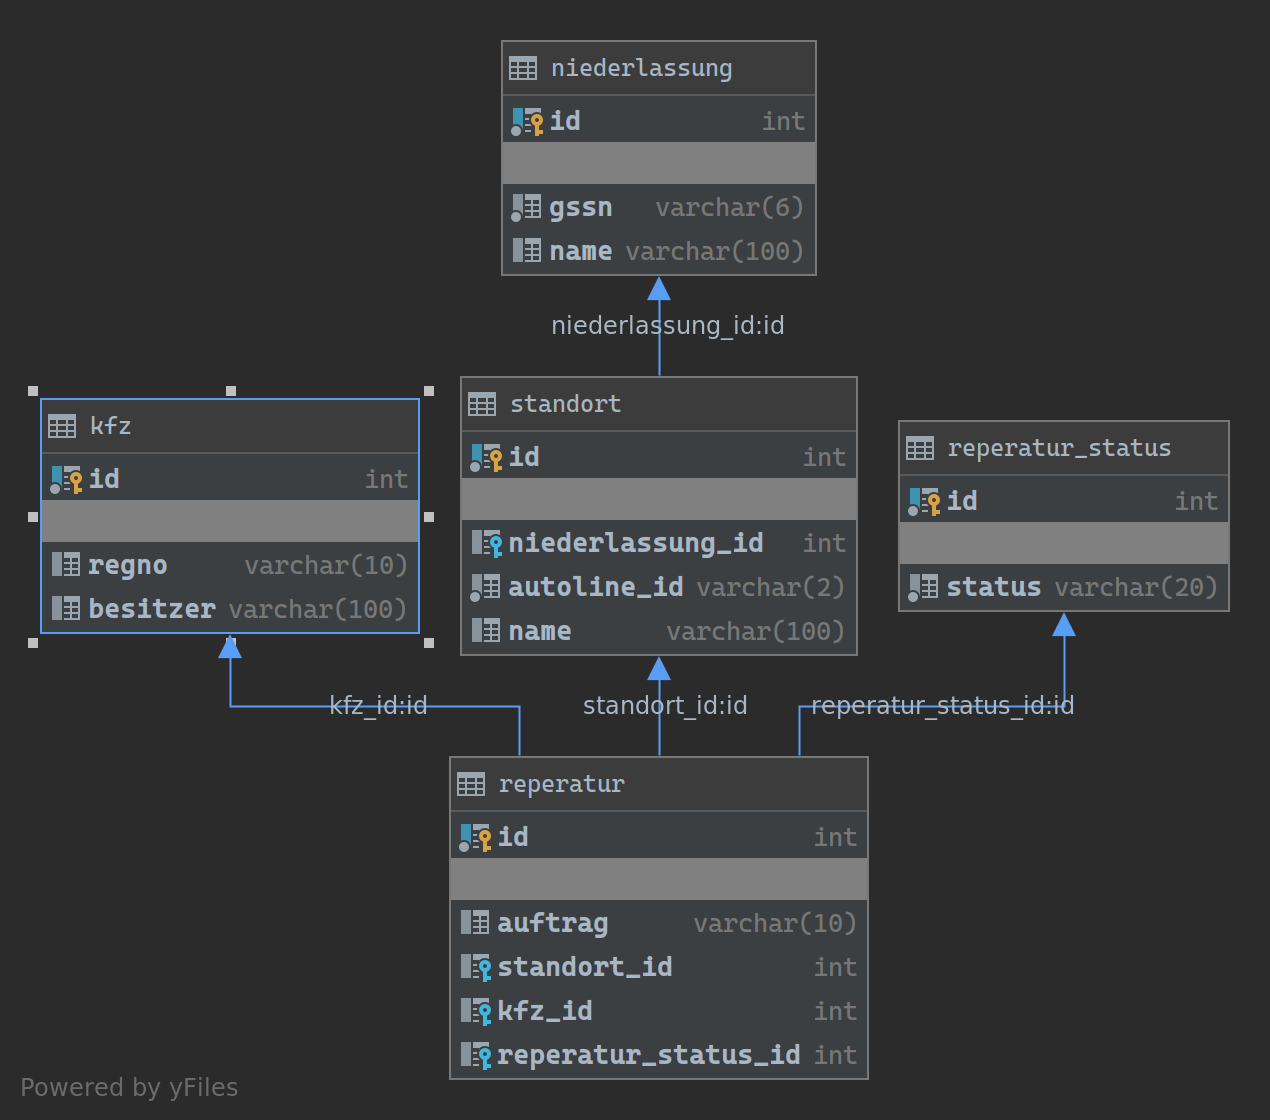 niederlassung
id int
gssn varchar(6)
name varchar(100)
niederlassung_id:id
kfz
id int
regno varchar(10)
besitzer varchar(100)
standort
id int
niederlassung_id int
autoline_id varchar(2)
name varchar(100)
reperatur_status
id int
status varchar(20)
kfz_id:id
standort_id:id
reperatur_status_id:id
reperatur
id int
auftrag varchar(10)
standort_id int
kfz_id int
reperatur_status_id int
Powered by yFiles